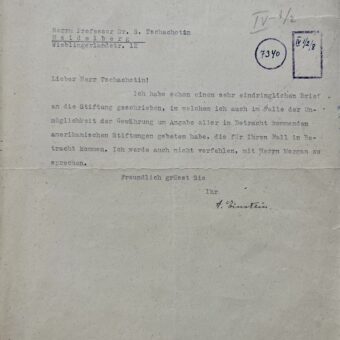 IV-1/2
Herrn Professor Dr. S. Tschachotin
Heidelberg
Wieblingerlandstr. 12
7340
Lieber Herr Tschachotin!
Ich habe schon einen sehr eindringlichen Brief
an die Stiftung geschrieben, in welchem ich auch im Falle der Un-
möglichkeit der Gewährung um Angabe aller in Betracht kommenden
amerikanischen Stiftungen gebeten habe, die für Ihren Fall in Be-
tracht kommen. Ich werde auch nicht verfehlen, mit Herrn Morgan zu
sprechen.
Freundlich grüsst Sie
Ihr
A. Einstein.